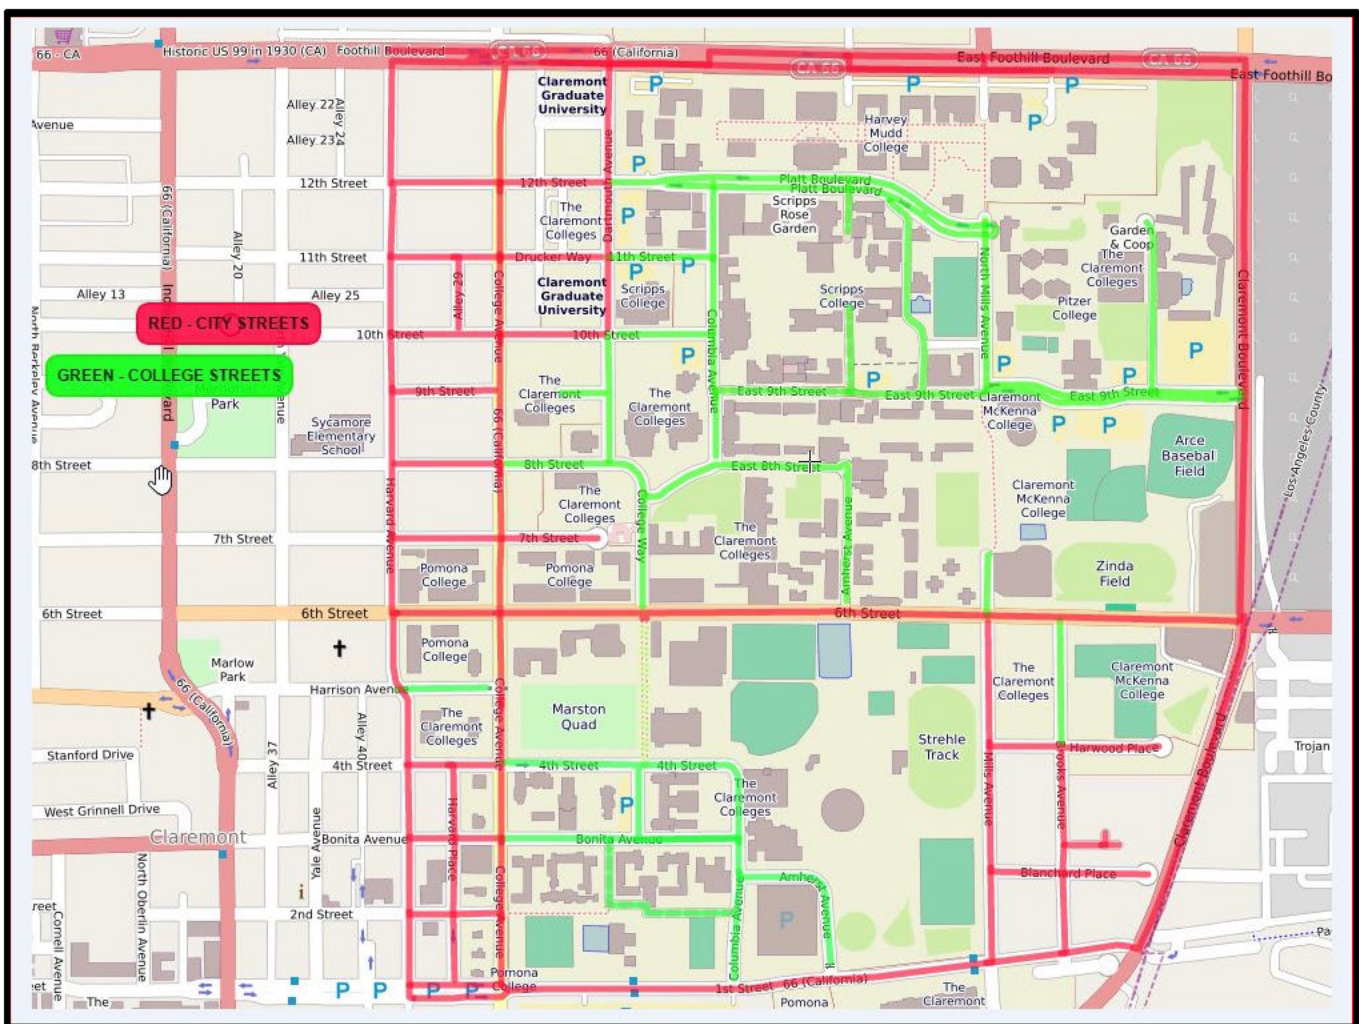 66 - CA
Historic US 99 in 1930 (CA)
Foothill Boulevard
CA 66
66 (California)
CA 66
East Foothill Boulevard
CA 66
East Foothill Bo
Claremont
Graduate
University
Alley 22
Alley 24
Alley 23
Avenue
Harvey
Mudd
College
12th Street
12th Street
Dartmouth Avenue
Platt Boulevard
Platt Boulevard
66 (California)
The
Claremont
Colleges
Scripps
Rose
Garden
Garden
& Coop
The
Claremont
Colleges
Alley 20
11th Street
Drucker Way
11th Street
North Mills Avenue
Claremont Boulevard
Alley 13
Alley 25
Alley 29
College Avenue
Claremont
Graduate
University
Scripps
College
Scripps
College
Pitzer
College
RED - CITY STREETS
10th Street
10th Street
Columbia Avenue
North Berkeley Avenue
GREEN - COLLEGE STREETS
Memorial
Park
9th Street
The
Claremont
Colleges
The
Claremont
Colleges
East 9th Street
East 9th Street
Claremont
McKenna
College
East 9th Street
Los Angeles County
Sycamore
Elementary
School
66 (California)
Arce
Basebal
Field
8th Street
8th Street
East 8th Street
Harvard Avenue
The
Claremont
Colleges
College Way
Claremont
McKenna
College
7th Street
7th Street
The
Claremont
Colleges
Amherst Avenue
Pomona
College
Pomona
College
Zinda
Field
6th Street
6th Street
6th Street
Pomona
College
Marlow
Park
Harrison Avenue
The
Claremont
Colleges
Claremont
McKenna
College
66 (California)
The
Claremont
Colleges
College Avenue
Marston
Quad
Strehle
Track
Alley 40
Alley 37
Stanford Drive
4th Street
4th Street
4th Street
Mills Avenue
Brooks Avenue
Harwood Place
Claremont Boulevard
Trojan
The
Claremont
Colleges
West Grinnell Drive
Yale Avenue
Harvard Place
Claremont
Bonita Avenue
Bonita Avenue
North Oberlin Avenue
College Avenue
Amherst Avenue
Blanchard Place
Cornell Avenue
2nd Street
Columbia Avenue
Pomona
College
1st Street
66 (California)
The
Pomona
The
Claremont